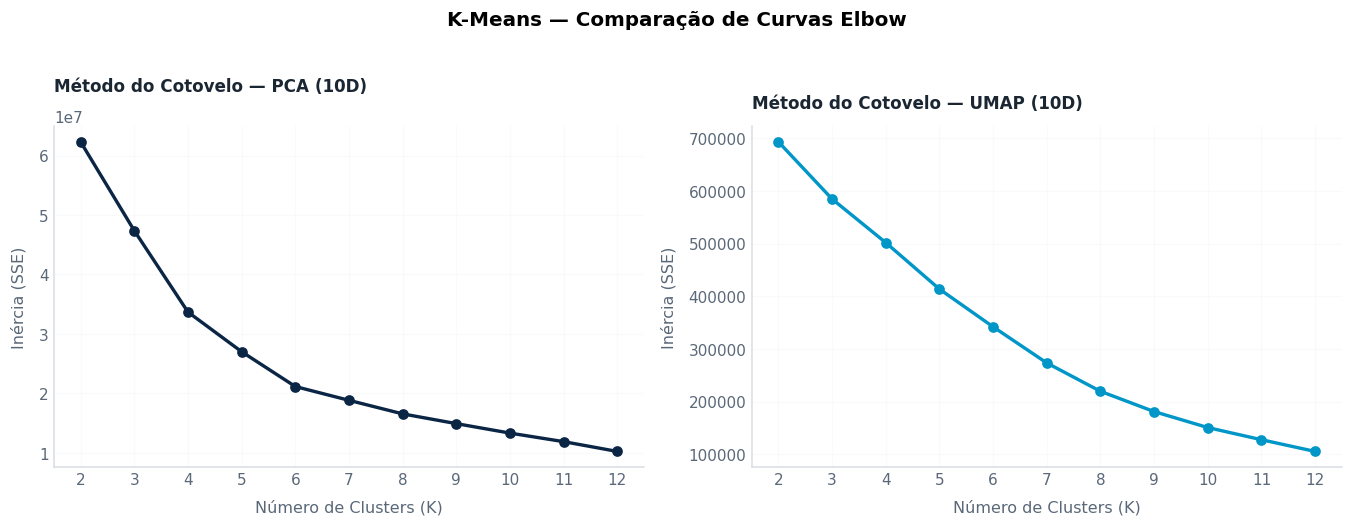 K-Means — Comparação de Curvas Elbow
Método do Cotovelo — PCA (10D)
1e7
6
5
4
3
2
1
Inércia (SSE)
2 3 4 5 6 7 8 9 10 11 12
Número de Clusters (K)
Método do Cotovelo — UMAP (10D)
700000
600000
500000
400000
300000
200000
100000
Inércia (SSE)
2 3 4 5 6 7 8 9 10 11 12
Número de Clusters (K)